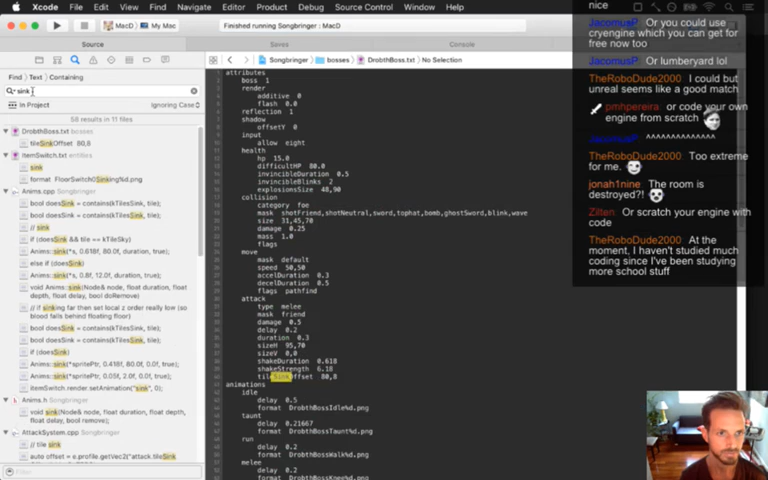 Xcode File Edit View Find Navigate Editor Product Debug Source Control Window Help
MacD My Mac
Finished running Songbringer : MacD
Source
Saves
Console
Find Text Containing
sink
In Project
Ignoring Case
58 results in 11 files
DrobthBoss.txt bosses
tileSinkOffset 80,8
ItemSwitch.txt entities
sink
format FloorSwitch0Sinking%d.png
Anims.cpp
bool doesSink = contains(kTilesSink, tile);
bool doesSink = contains(kTilesSink, tile);
// sink
if (doesSink && tile == kTileSky)
Anims::sink(*s, 0.618f, 80.0f, duration, true);
else if (doesSink)
Anims::sink(*s, 0.8f, 12.0f, duration, true);
void Anims::sink(Node& node, float duration, float depth, float delay, bool doRemove)
// if sinking far then set local z order really low (so blood falls behind floating floor)
bool doesSink = contains(kTilesSink, tile);
bool doesSink = contains(kTilesSink, tile);
if (doesSink)
Anims::sink(*spritePtr, 0.418f, 80.0f, 0.0f, true);
Anims::sink(*spritePtr, 0.05f, 2.0f, 0.0f, true);
itemSwitch.render.setAnimation("sink", 0);
Anims.h
void sink(Node& node, float duration, float depth, float delay, bool remove);
AttackSystem.cpp
// tile sink
auto offset = e.profile.getVec2("attack.tileSink
Filter
Songbringer bosses DrobthBoss.txt No Selection
attributes
boss 1
render
additive 0
flash 0.0
reflection 1
shadow
offsetY 0
input
allow eight
health
hp 15.0
difficultHP 80.0
invincibleDuration 0.5
invincibleBlinks 2
explosionsSize 48,90
collision
category foe
mask shotFriend,shotNeutral,sword,tophat,bomb,ghostSword,blink,wave
size 31,45,70
damage 0.25
mass 1.0
flags
move
mask default
speed 50,50
accelDuration 0.3
decelDuration 0.5
flags pathfind
attack
type melee
mask friend
damage 0.5
delay 0.2
duration 0.3
sizeH 95,70
sizeV 0,0
shakeDuration 0.618
shakeStrength 6.18
tileSinkOffset 80,8
animations
idle
delay 0.5
format DrobthBossIdle%d.png
taunt
delay 0.21667
format DrobthBossTaunt%d.png
run
delay 0.2
format DrobthBossWalk%d.png
melee
delay 0.2
format DrobthBossKnee%d.png
nice
JacomusP: Or you could use cryengine which you can get for free now too
JacomusP: Or lumberyard lol
TheRoboDude2000: I could but unreal seems like a good match
pmhpereira: or code your own engine from scratch
JacomusP: ^^^^^^^^^^^^^^
TheRoboDude2000: Too extreme for me.
jonah1nine: The room is destroyed?!
Zilten: Or scratch your engine with code
TheRoboDude2000: At the moment, I haven't studied much coding since I've been studying more school stuff